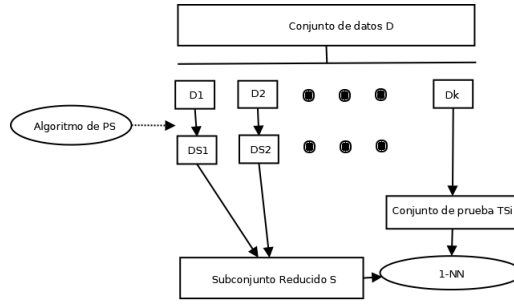 Conjunto de datos D
D1
D2
Dk
Algoritmo de PS
DS1
DS2
Conjunto de prueba TSi
Subconjunto Reducido S
1-NN